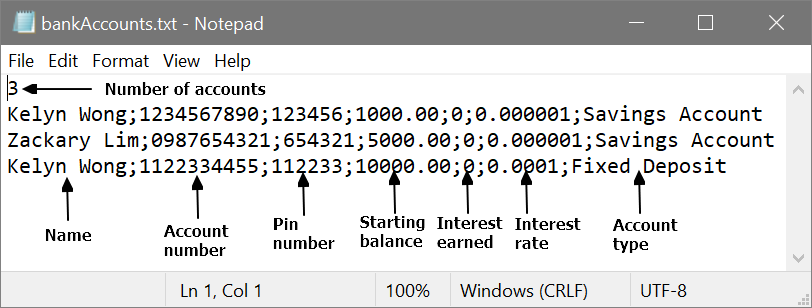 bankAccounts.txt - Notepad
File Edit Format View Help
3 Number of accounts
Kelyn Wong;1234567890;123456;1000.00;0;0.000001;Savings Account
Zackary Lim;0987654321;654321;5000.00;0;0.000001;Savings Account
Kelyn Wong;1122334455;112233;10000.00;0;0.0001;Fixed Deposit
Name
Account
number
Pin
number
Starting
balance
Interest
earned
Interest
rate
Account
type
Ln 1, Col 1 100% Windows (CRLF) UTF-8